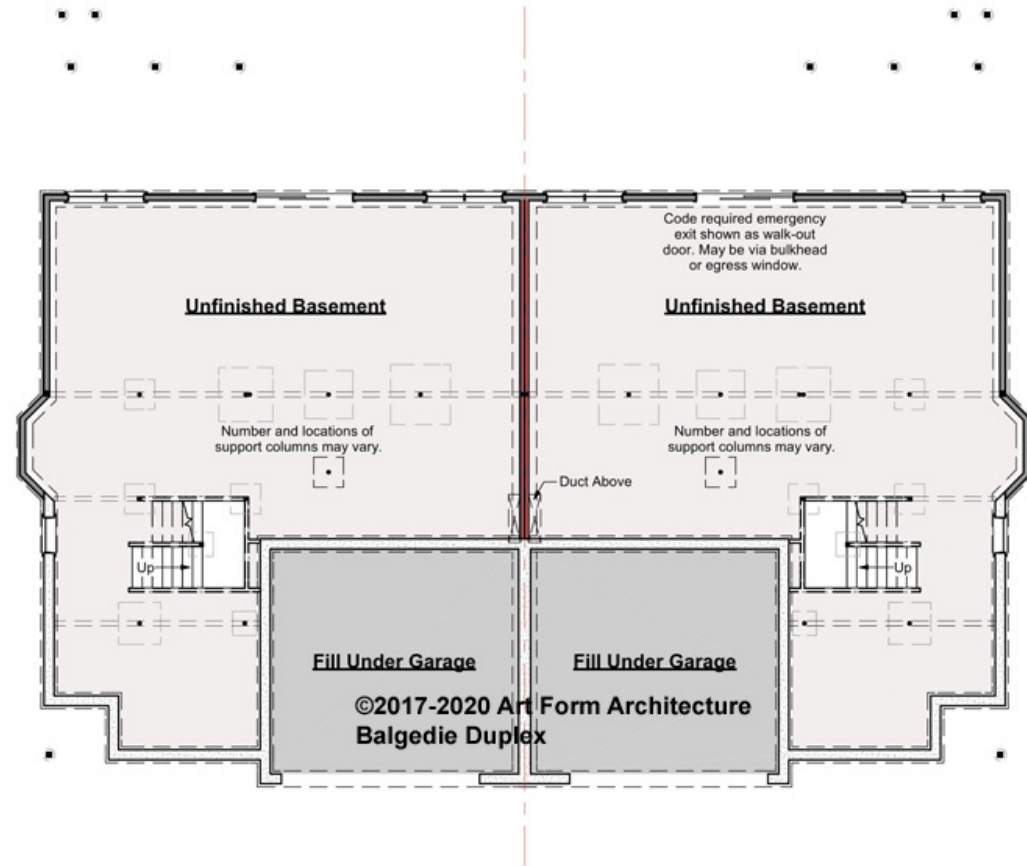 Code required emergency
exit shown as walk-out
door. May be via bulkhead
or egress window.
Unfinished Basement
Unfinished Basement
Number and locations of
support columns may vary.
Number and locations of
support columns may vary.
Duct Above
Up
Up
Fill Under Garage
Fill Under Garage
©2017-2020 Art Form Architecture
Balgedie Duplex